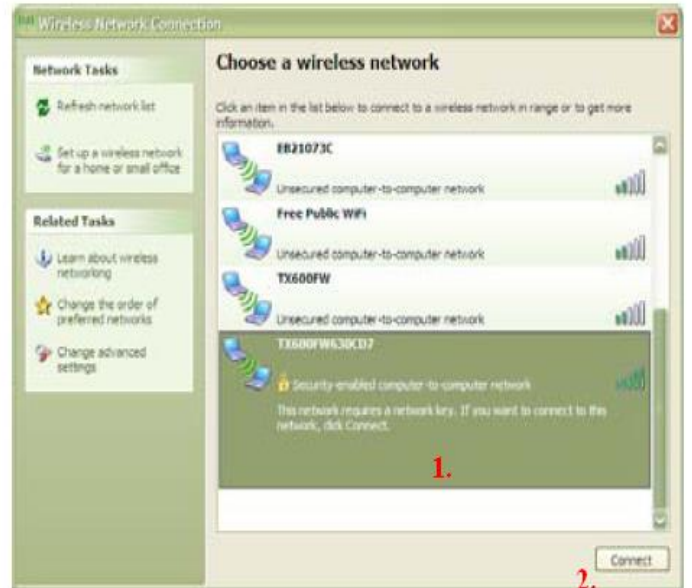 Wireless Network Connection
Network Tasks
Refresh network list
Set up a wireless network
for a home or small office
Related Tasks
Learn about wireless
networking
Change the order of
preferred networks
Change advanced
settings
Choose a wireless network
Click an item in the list below to connect to a wireless network in range or to get more
information.
EB21073C
Unsecured computer-to-computer network
Free Public WiFi
Unsecured computer-to-computer network
TX600FW
Unsecured computer-to-computer network
TX600FW630CD7
Security-enabled computer-to-computer network
This network requires a network key. If you want to connect to this
network, click Connect.
1.
Connect
2.